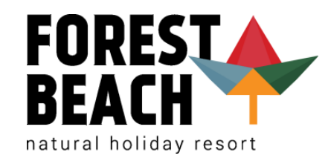 FOREST
BEACH
natural holiday resort